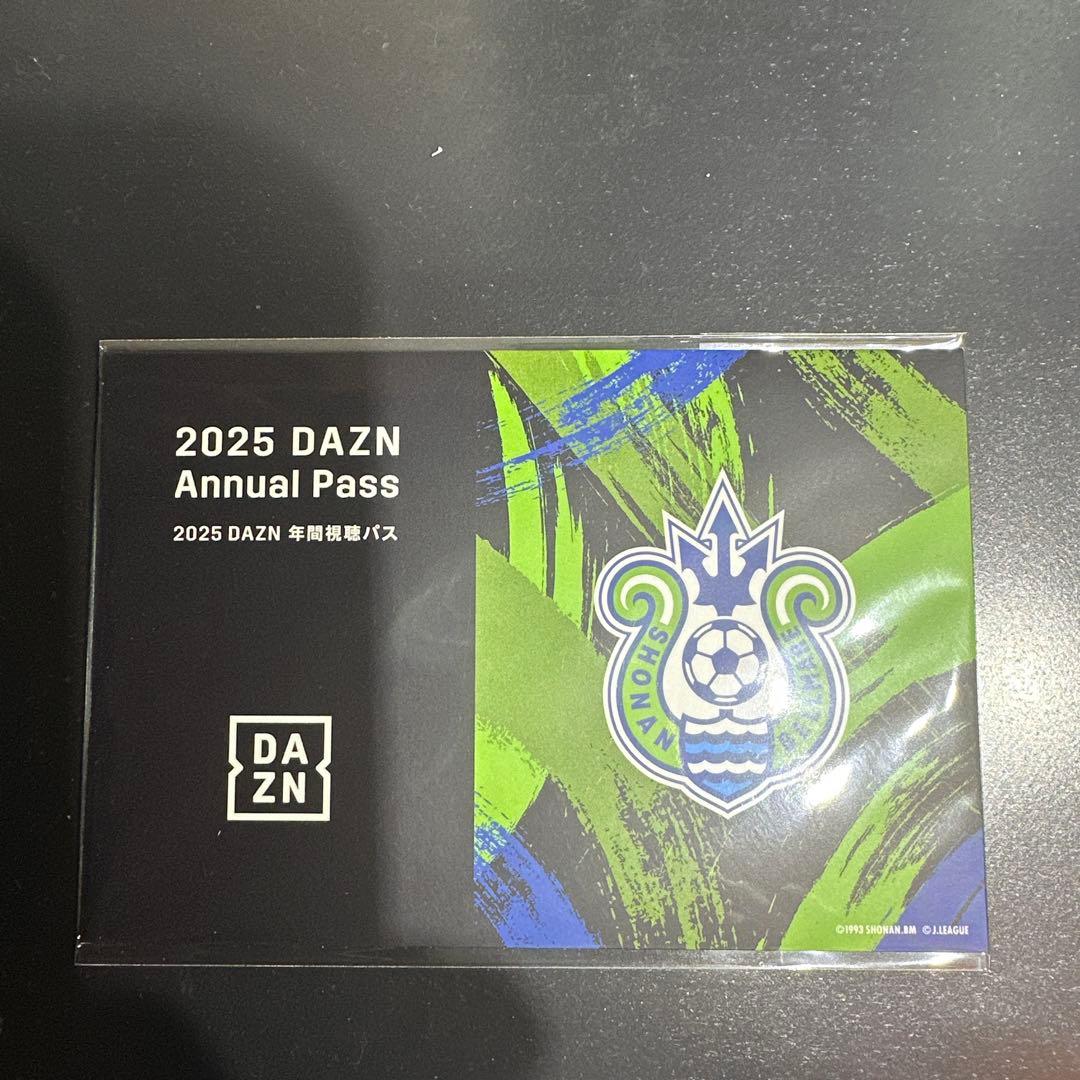 2025 DAZN
Annual Pass
2025 DAZN 年間視聴パス
DA
ZN
SHONAN
BELLMARE
©1993 SHONAN.BM ©J.LEAGUE